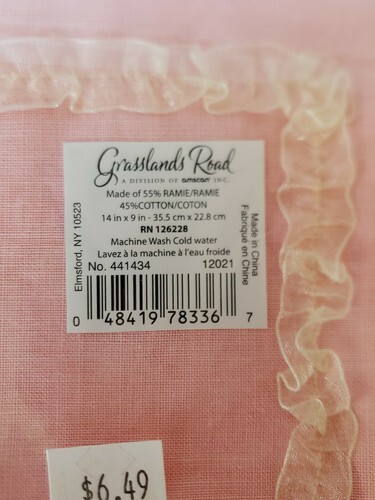 Grasslands Road
A DIVISION OF amscan INC.
Made of 55% RAMIE/RAMIE
45%COTTON/COTON
14 in x 9 in - 35.5 cm x 22.8 cm
RN 126228
Machine Wash Cold water
Lavez à la machine à l'eau froide
No. 441434 12021
0 48419 78336 7
Elmsford, NY 10523
Made in China
Fabriqué en Chine
$6.49